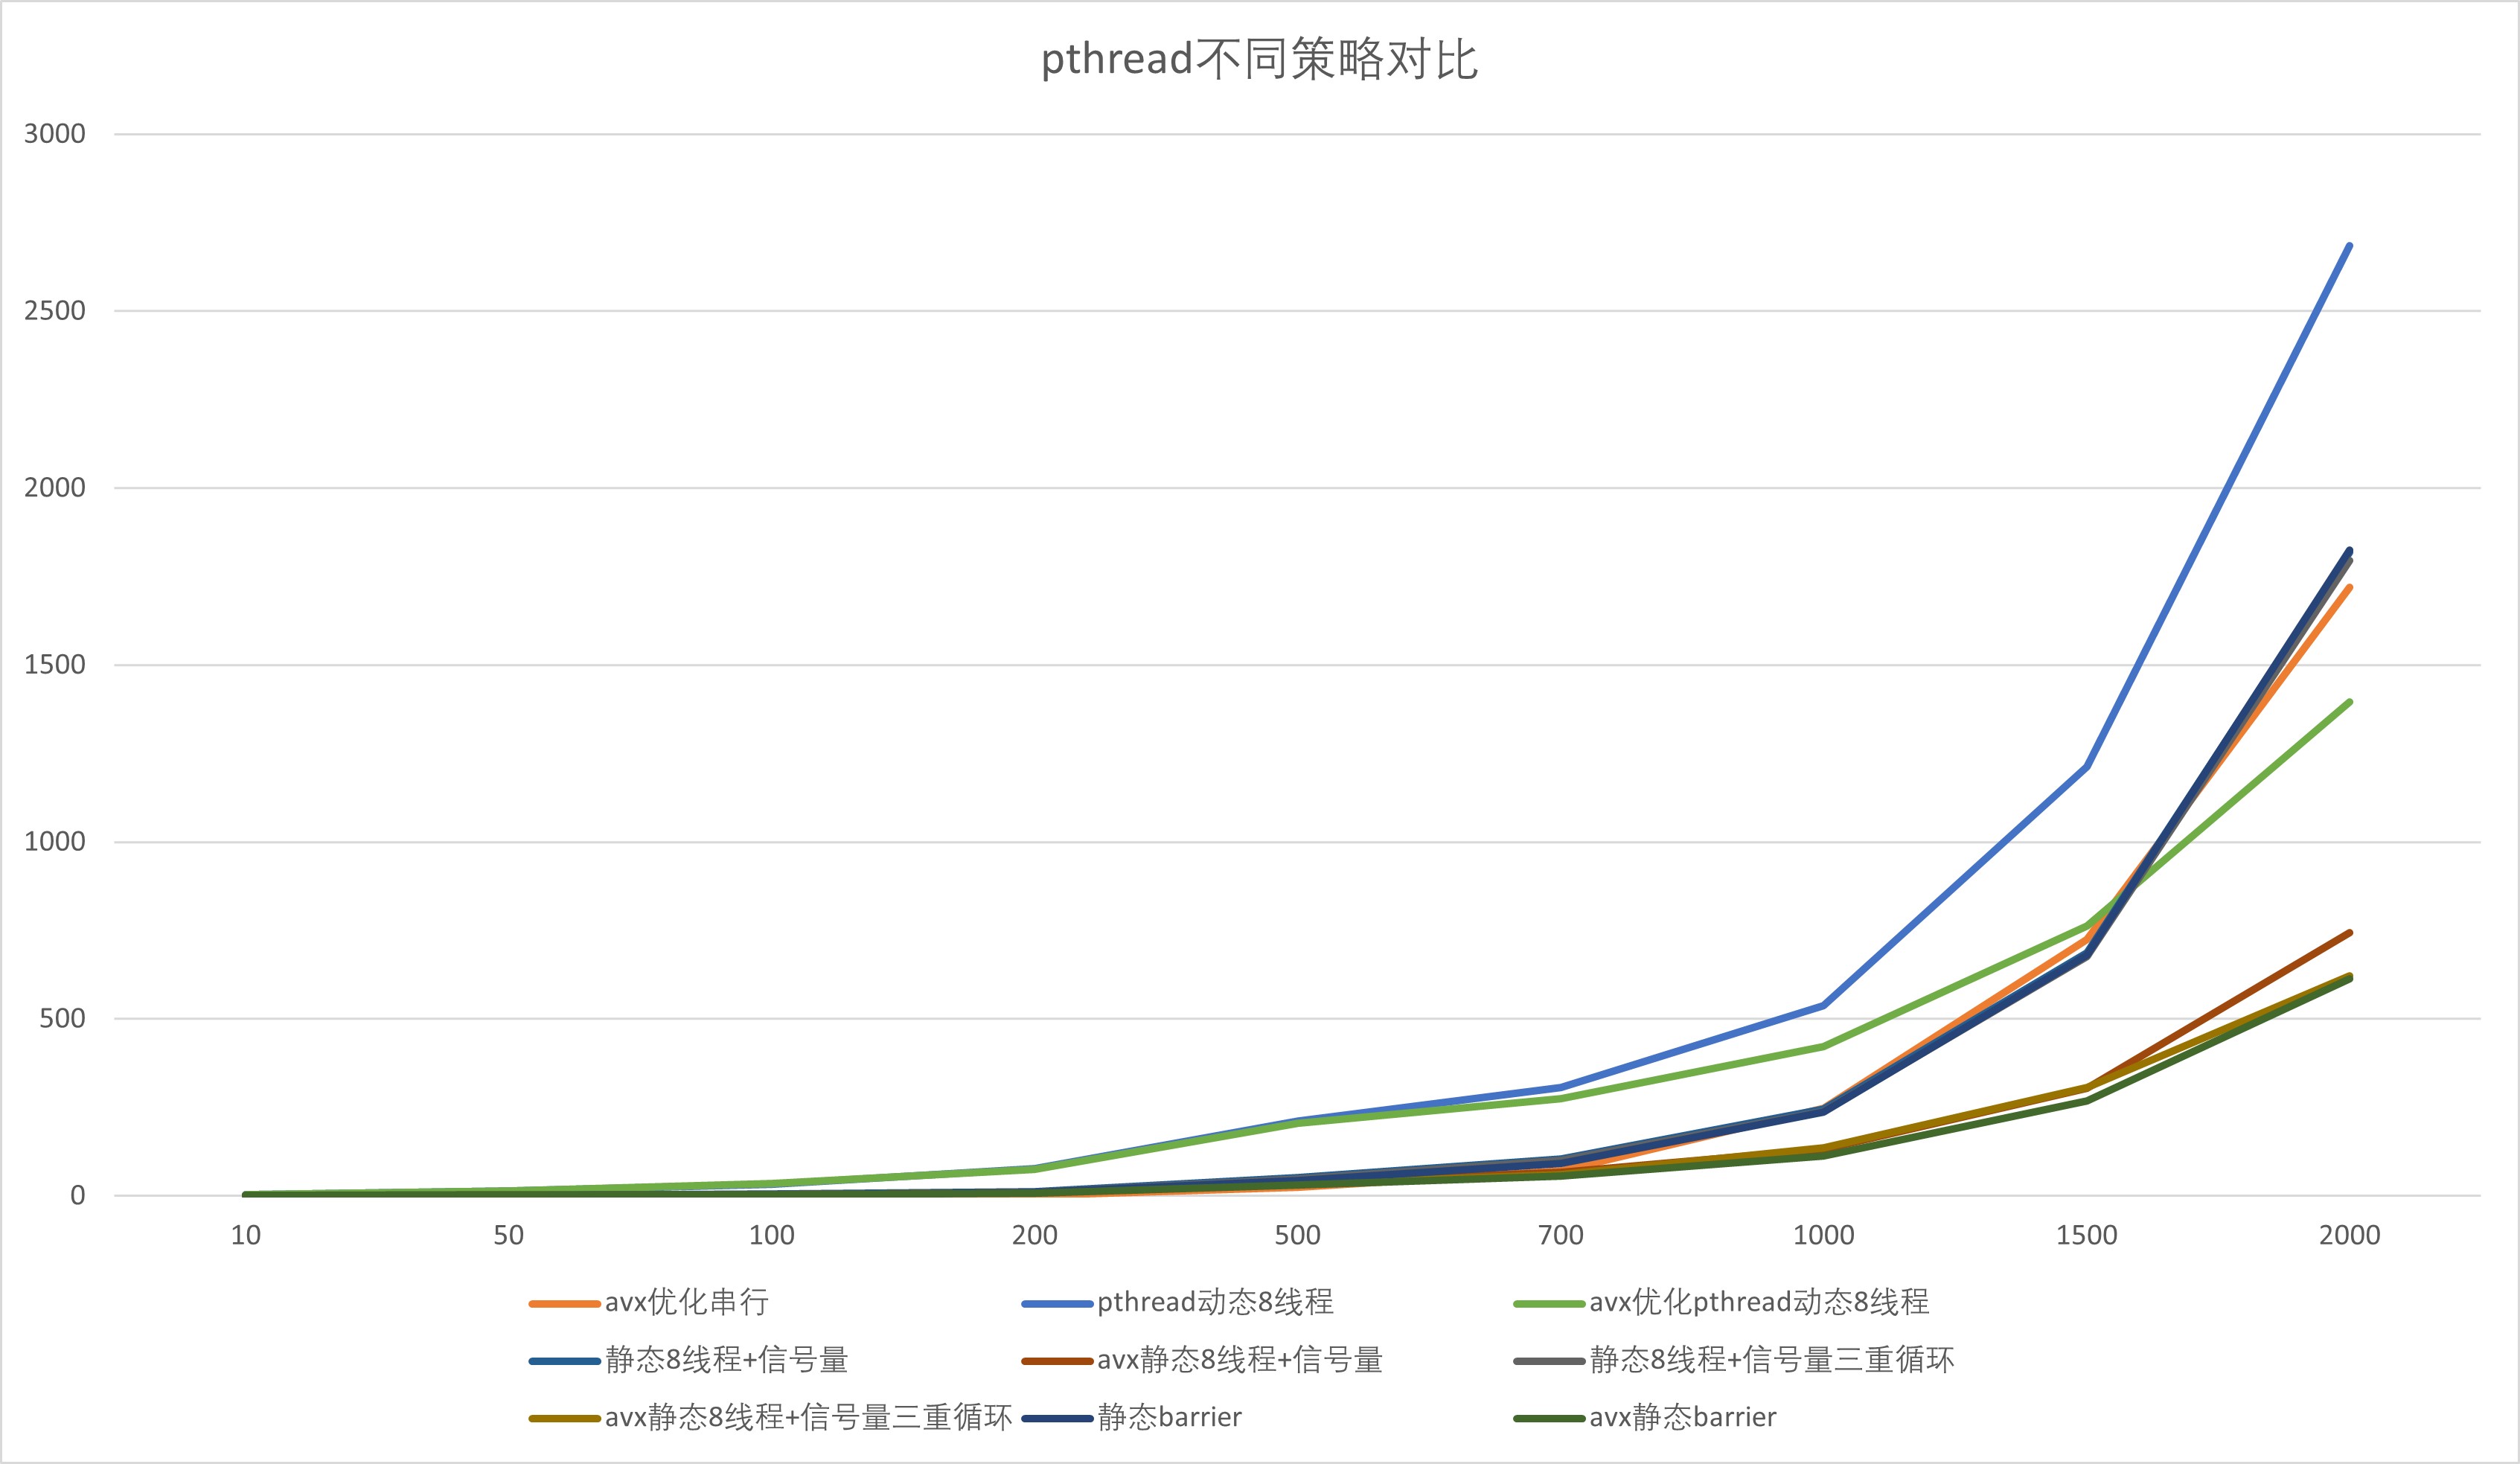 pthread不同策略对比
3000
2500
2000
1500
1000
500
0
10 50 100 200 500 700 1000 1500 2000
avx优化串行 pthread动态8线程 avx优化pthread动态8线程
静态8线程+信号量 avx静态8线程+信号量 静态8线程+信号量三重循环
avx静态8线程+信号量三重循环 静态barrier avx静态barrier